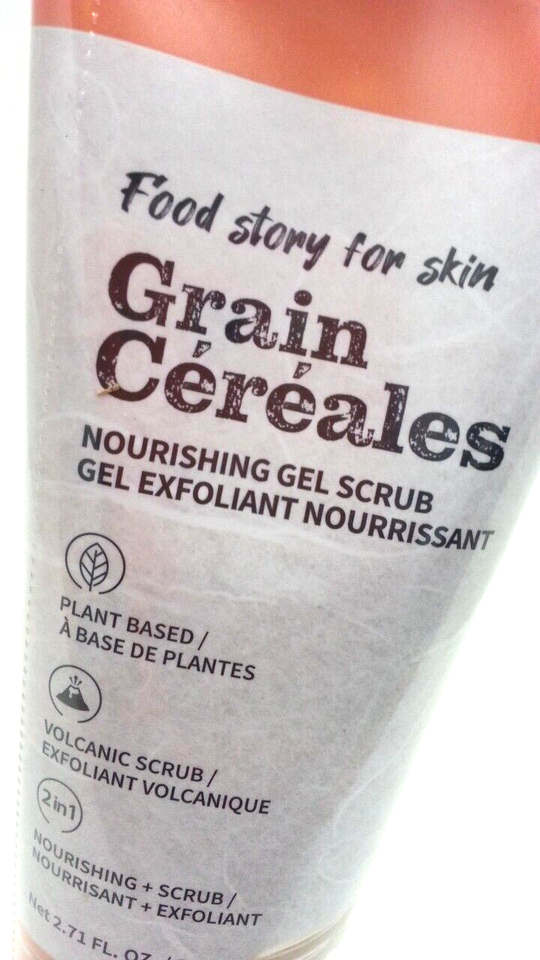 Food story for skin
Grain
Céréales
NOURISHING GEL SCRUB
GEL EXFOLIANT NOURRISSANT
PLANT BASED /
À BASE DE PLANTES
VOLCANIC SCRUB /
EXFOLIANT VOLCANIQUE
2in1
NOURISHING + SCRUB /
NOURRISANT + EXFOLIANT
Net 2.71 FL. OZ. /